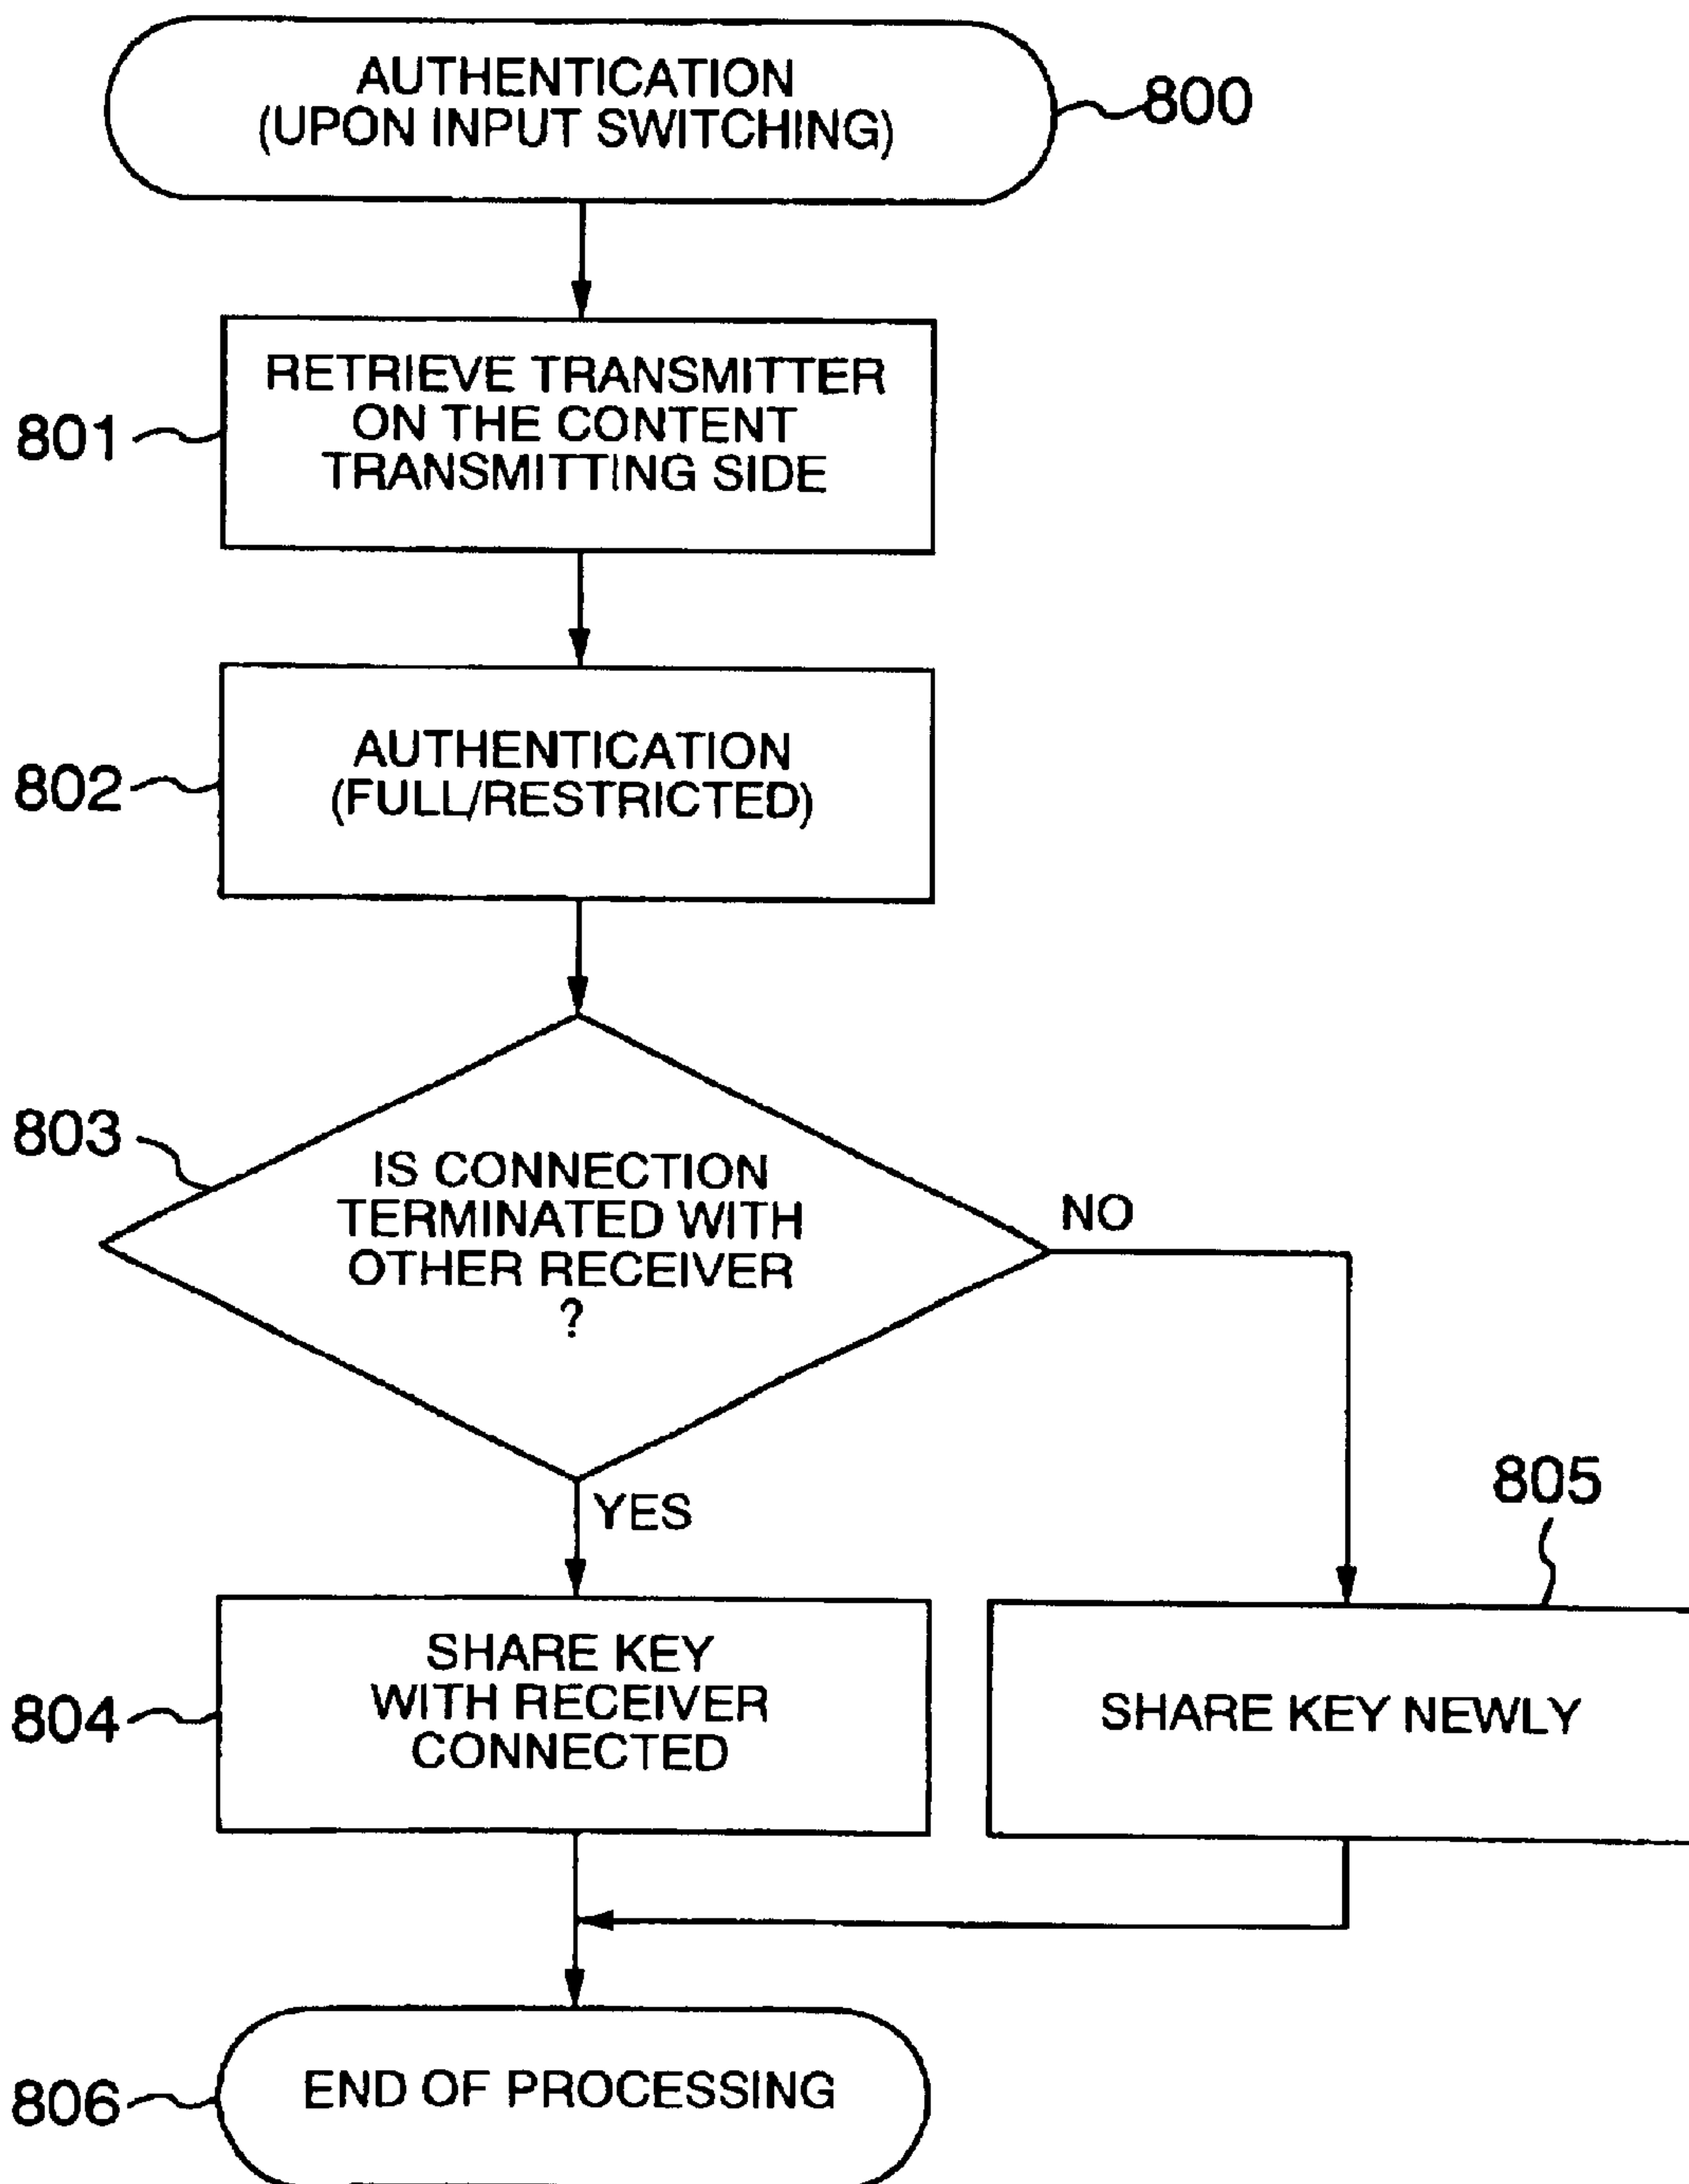 AUTHENTICATION
(UPON INPUT SWITCHING)
800
RETRIEVE TRANSMITTER
ON THE CONTENT
TRANSMITTING SIDE
801
AUTHENTICATION
(FULL/RESTRICTED)
802
803
IS CONNECTION
TERMINATED WITH
OTHER RECEIVER
?
NO
YES
805
SHARE KEY
WITH RECEIVER
CONNECTED
804
SHARE KEY NEWLY
END OF PROCESSING
806